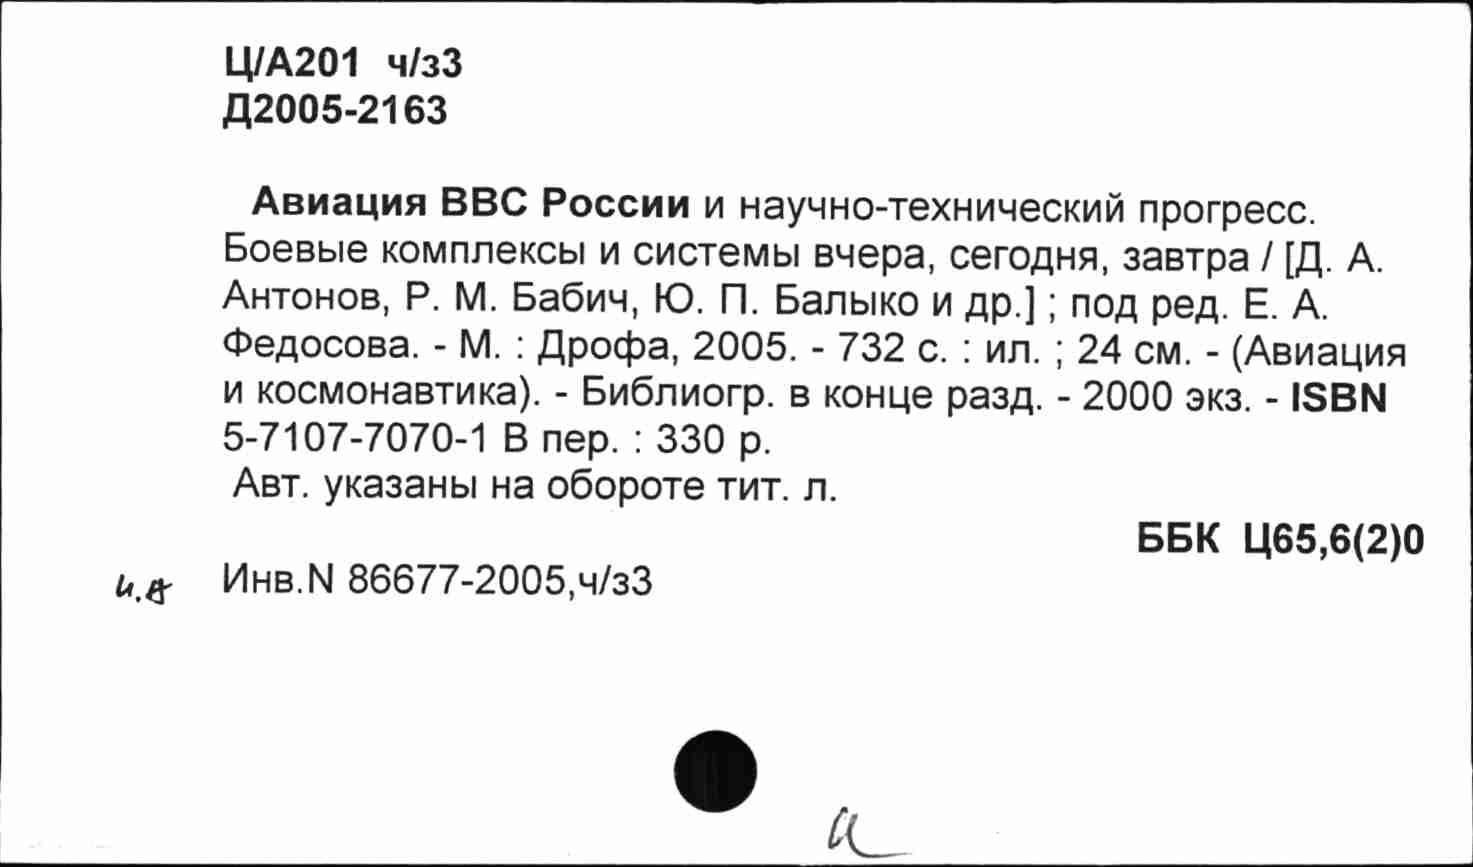 Ц/А201 ч/з3
Д2005-2163
Авиация ВВС России и научно-технический прогресс.
Боевые комплексы и системы вчера, сегодня, завтра / [Д. А.
Антонов, Р. М. Бабич, Ю. П. Балыко и др.] ; под ред. Е. А.
Федосова. - М. : Дрофа, 2005. - 732 с. : ил. ; 24 см. - (Авиация
и космонавтика). - Библиогр. в конце разд. - 2000 экз. - ISBN
5-7107-7070-1 В пер. : 330 р.
Авт. указаны на обороте тит. л.
ББК Ц65,6(2)0
Инв.N 86677-2005,ч/з3